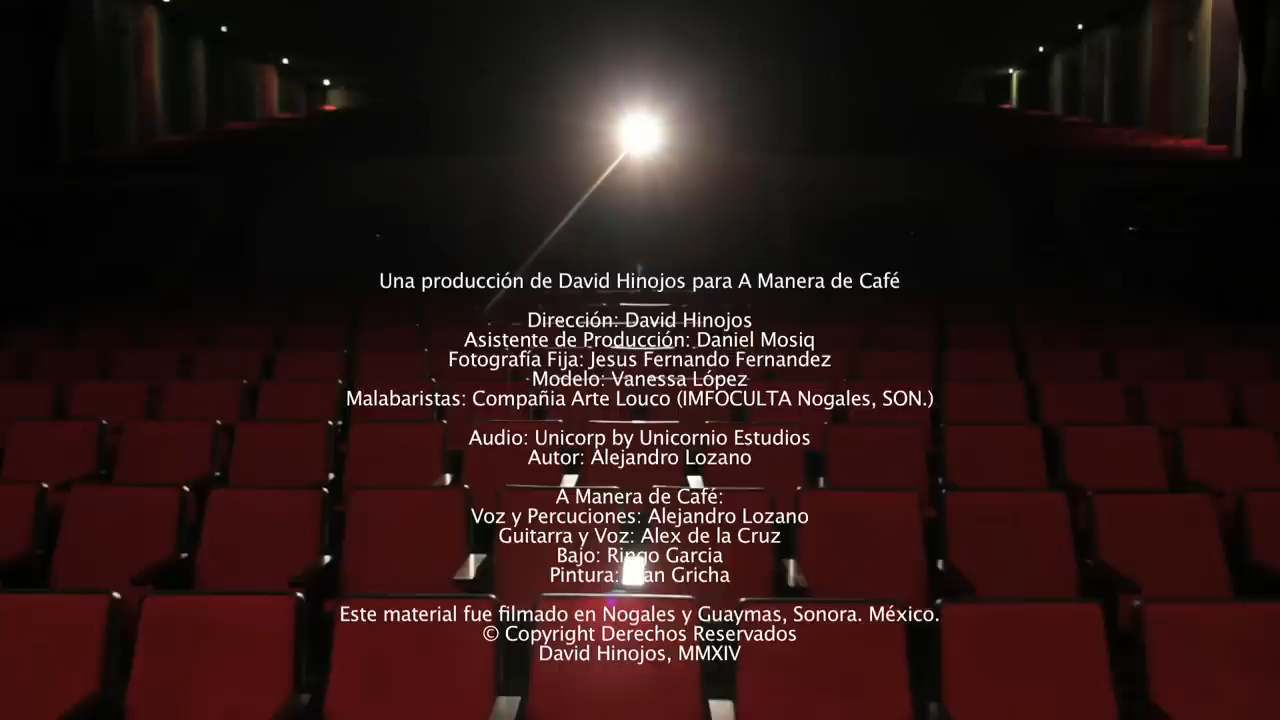 Una producción de David Hinojos para A Manera de Café
Dirección: David Hinojos
Asistente de Producción: Daniel Mosiq
Fotografía Fija: Jesus Fernando Fernandez
Modelo: Vanessa López
Malabaristas: Compañia Arte Louco (IMFOCULTA Nogales, SON.)
Audio: Unicorp by Unicornio Estudios
Autor: Alejandro Lozano
A Manera de Café:
Voz y Percuciones: Alejandro Lozano
Guitarra y Voz: Alex de la Cruz
Bajo: Ringo Garcia
Pintura: Gricha
Este material fue filmado en Nogales y Guaymas, Sonora. México.
© Copyright Derechos Reservados
David Hinojos, MMXIV